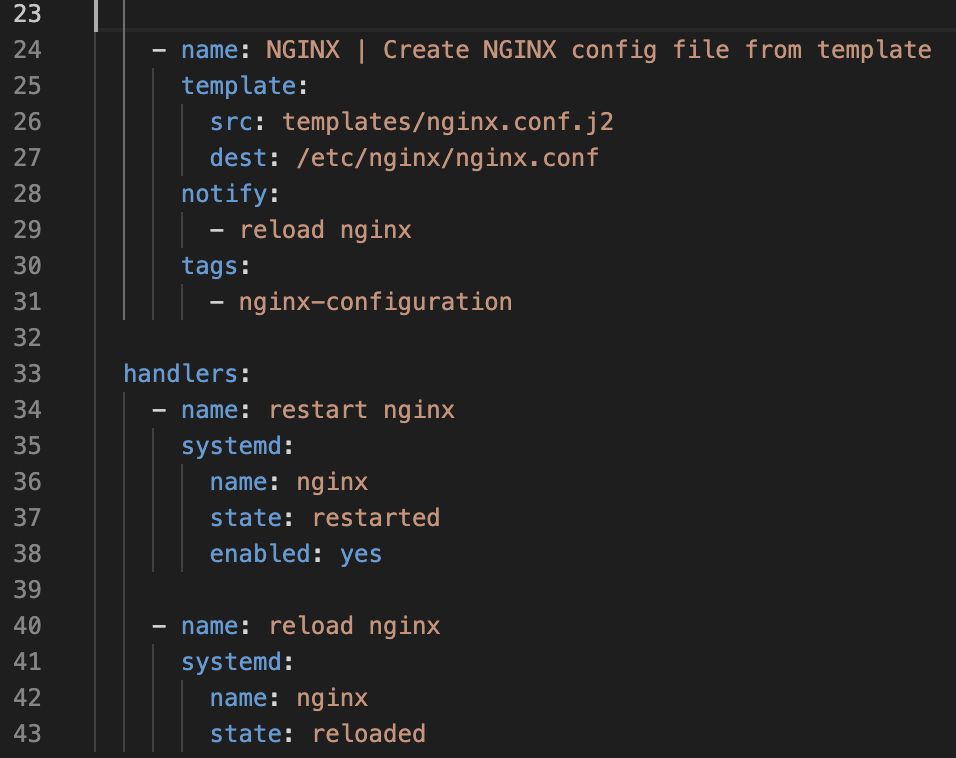 23
24 - name: NGINX | Create NGINX config file from template
25 template:
26 src: templates/nginx.conf.j2
27 dest: /etc/nginx/nginx.conf
28 notify:
29 - reload nginx
30 tags:
31 - nginx-configuration
32
33 handlers:
34 - name: restart nginx
35 systemd:
36 name: nginx
37 state: restarted
38 enabled: yes
39
40 - name: reload nginx
41 systemd:
42 name: nginx
43 state: reloaded